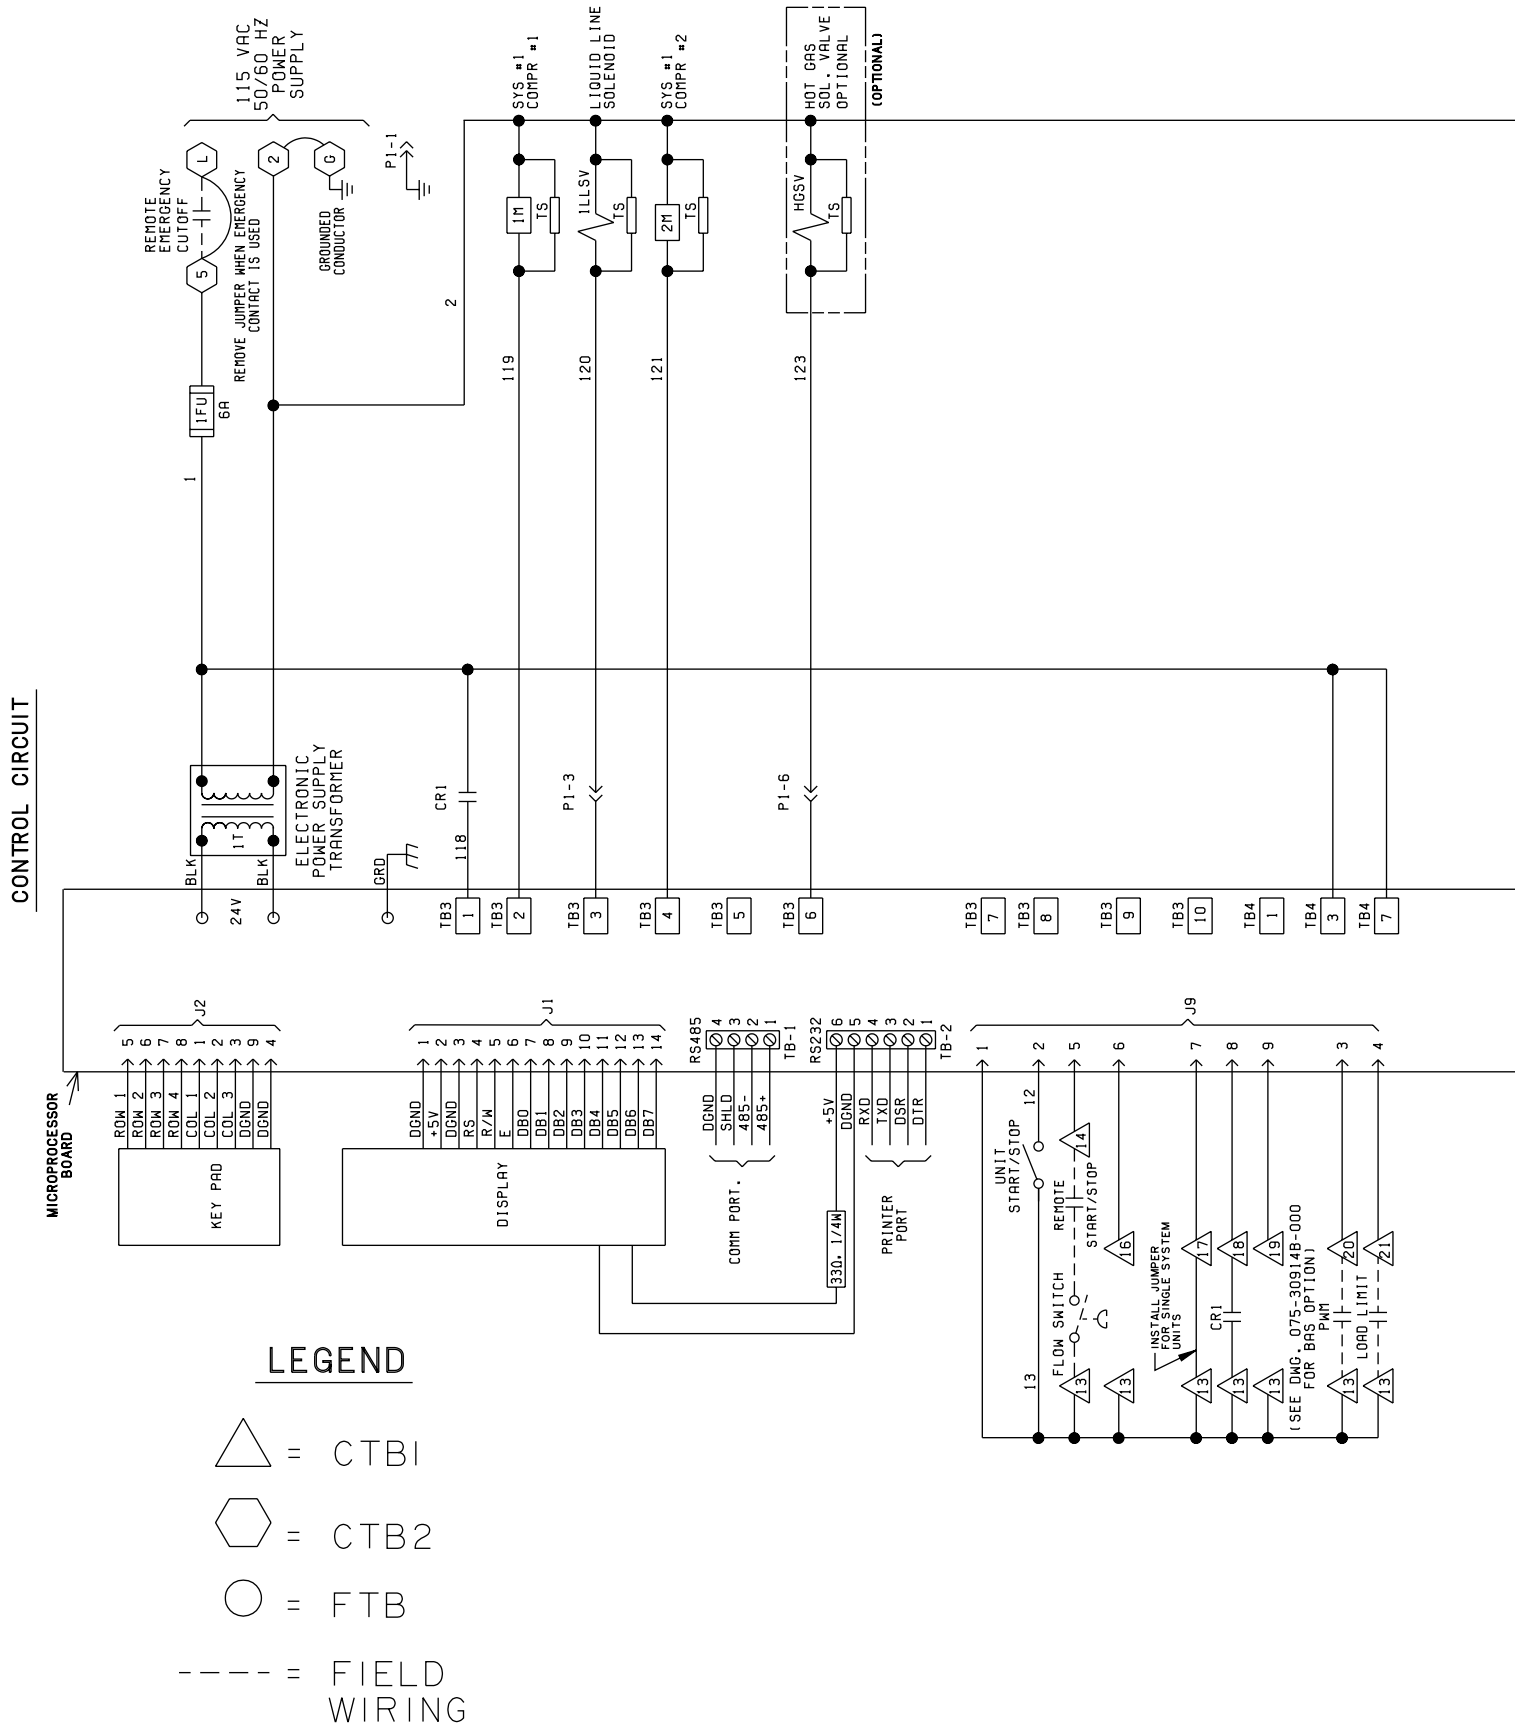 CONTROL CIRCUIT
115 VAC
50/60 HZ
POWER
SUPPLY
L
2
G
REMOTE
EMERGENCY
CUTOFF
5
REMOVE JUMPER WHEN EMERGENCY
CONTACT IS USED
GROUNDED
CONDUCTOR
P1-1
1FU
6A
1
2
SYS #1
COMPR #1
1M
TS
119
LIQUID LINE
SOLENOID
1LLSV
TS
120
SYS #1
COMPR #2
2M
TS
121
HOT GAS
SOL. VALVE
OPTIONAL
(OPTIONAL)
HGSV
TS
123
1T
ELECTRONIC
POWER SUPPLY
TRANSFORMER
BLK
BLK
24V
GRD
CR1
118
P1-3
P1-6
TB3
1
TB3
2
TB3
3
TB3
4
TB3
5
TB3
6
TB3
7
TB3
8
TB3
9
TB3
10
TB4
1
TB4
3
TB4
7
MICROPROCESSOR
BOARD
J2
5
6
7
8
1
2
3
9
4
ROW 1
ROW 2
ROW 3
ROW 4
COL 1
COL 2
COL 3
DGND
DGND
KEY PAD
J1
1
2
3
4
5
6
7
8
9
10
11
12
13
14
DGND
+5V
DGND
RS
R/W
E
DB0
DB1
DB2
DB3
DB4
DB5
DB6
DB7
DISPLAY
RS485
4
3
2
1
TB-1
DGND
SHLD
485-
485+
COMM PORT.
RS232
6
5
4
3
2
1
TB-2
+5V
DGND
RXD
TXD
DSR
DTR
PRINTER
PORT
33Ω. 1/4W
J9
1
2
5
6
7
8
9
3
4
12
UNIT
START/STOP
13
14
REMOTE
START/STOP
FLOW SWITCH
13
16
13
17
INSTALL JUMPER
FOR SINGLE SYSTEM
UNITS
13
18
CR1
13
19
13
(SEE DWG. 075-30914B-000
FOR BAS OPTION)
20
PWM
13
21
LOAD LIMIT
13
LEGEND
= CTB1
= CTB2
= FTB
= FIELD
WIRING